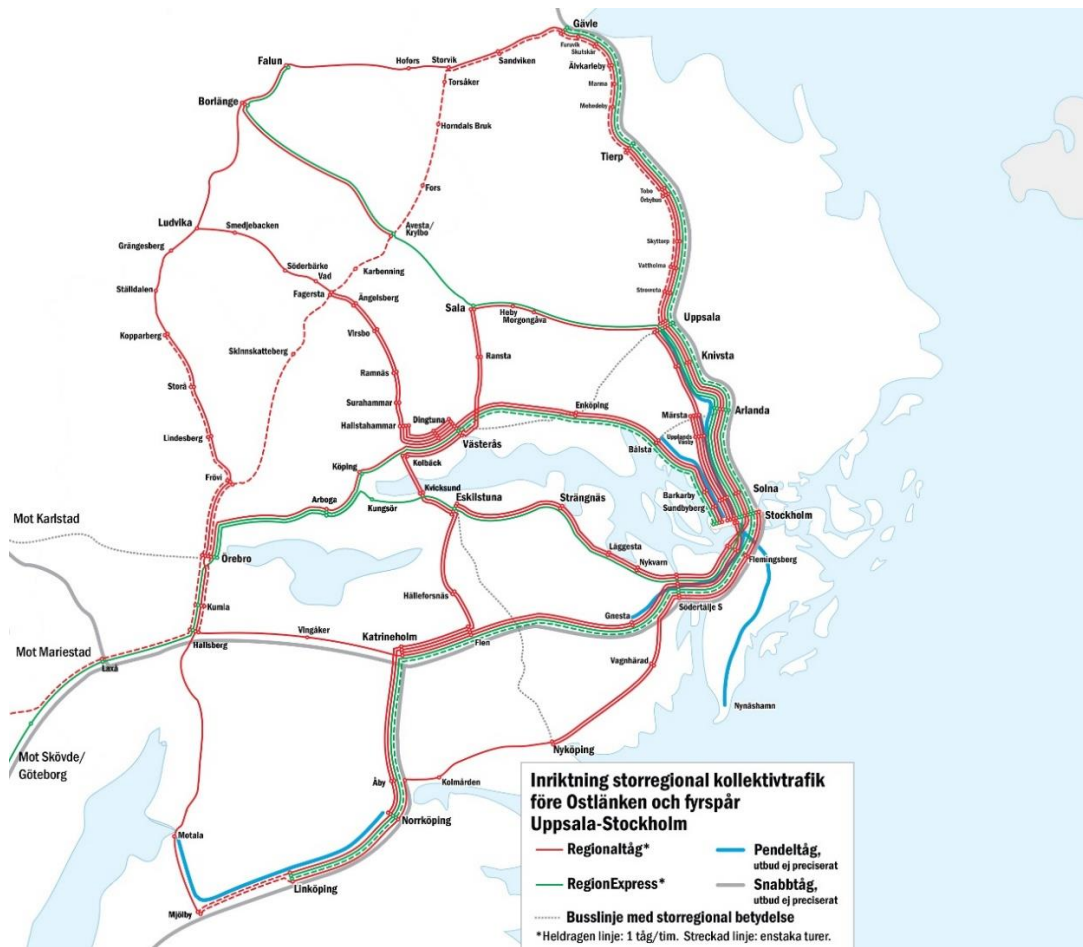 Gävle
Furuvik
Skutskär
Älvkarleby
Marma
Mehedeby
Tierp
Tobo
Örbyhus
Skyttorp
Vattholma
Storvreta
Uppsala
Knivsta
Arlanda
Märsta
Upplands
Väsby
Solna
Stockholm
Barkarby
Sundbyberg
Flemingsberg
Södertälje S
Nynäshamn
Falun
Hofors
Storvik
Sandviken
Torsåker
Borlänge
Horndals Bruk
Fors
Avesta/
Krylbo
Ludvika
Smedjebacken
Grängesberg
Söderbärke
Vad
Karbenning
Fagersta
Ängelsberg
Ställdalen
Kopparberg
Virsbo
Sala
Heby
Morgongåva
Skinnskatteberg
Ransta
Ramnäs
Storå
Surahammar
Hallstahammar
Dingtuna
Enköping
Lindesberg
Västerås
Bålsta
Kolbäck
Köping
Frövi
Kvicksund
Arboga
Kungsör
Eskilstuna
Strängnäs
Mot Karlstad
Örebro
Läggesta
Nykvarn
Kumla
Hälleforsnäs
Gnesta
Hallsberg
Vingåker
Katrineholm
Flen
Vagnhärad
Mot Mariestad
Laxå
Mot Skövde/
Göteborg
Nyköping
Åby
Kolmården
Norrköping
Motala
Linköping
Mjölby
Inriktning storregional kollektivtrafik
före Ostlänken och fyrspår
Uppsala-Stockholm
Regionaltåg*
Pendeltåg,
utbud ej preciserat
RegionExpress*
Snabbtåg,
utbud ej preciserat
Busslinje med storregional betydelse
*Heldragen linje: 1 tåg/tim. Streckad linje: enstaka turer.